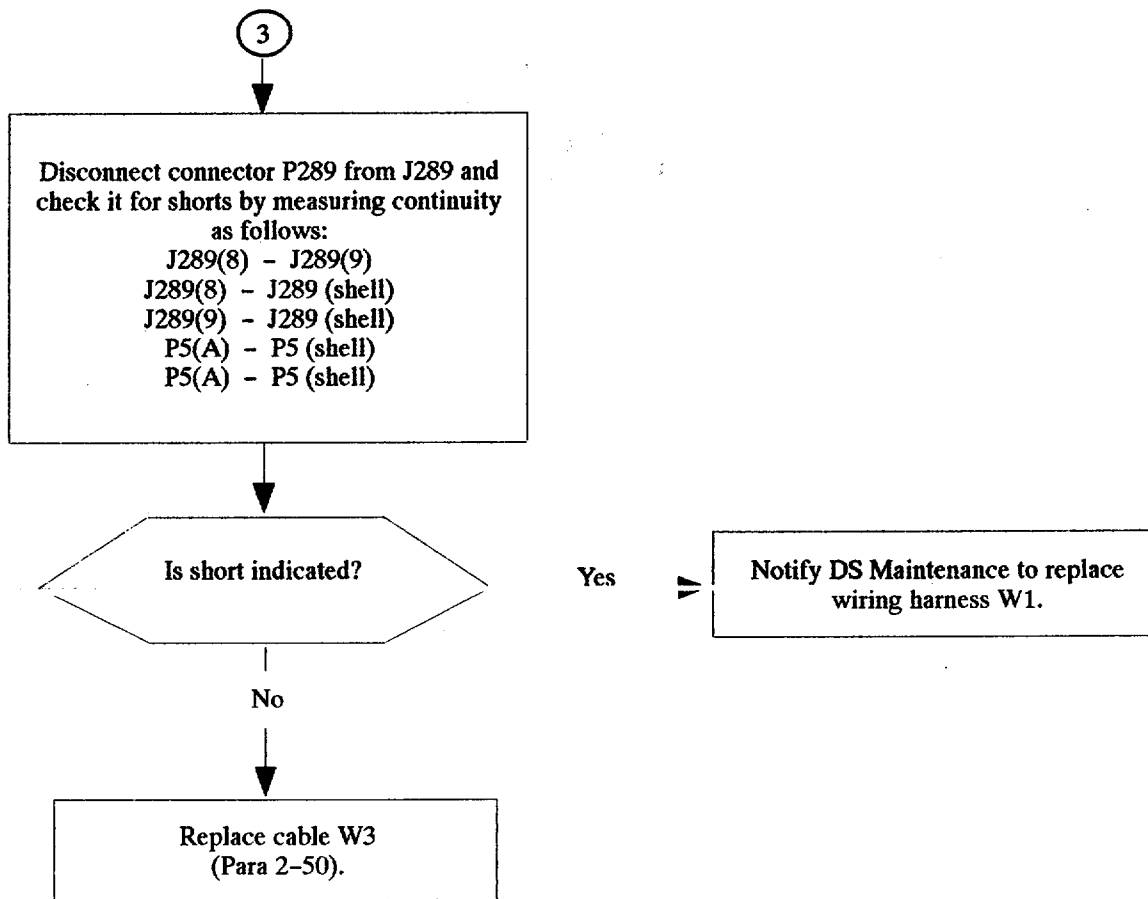 3
Disconnect connector P289 from J289 and
check it for shorts by measuring continuity
as follows:
J289(8) – J289(9)
J289(8) – J289 (shell)
J289(9) – J289 (shell)
P5(A) – P5 (shell)
P5(A) – P5 (shell)
Is short indicated?
Yes
Notify DS Maintenance to replace
wiring harness W1.
No
Replace cable W3
(Para 2–50).